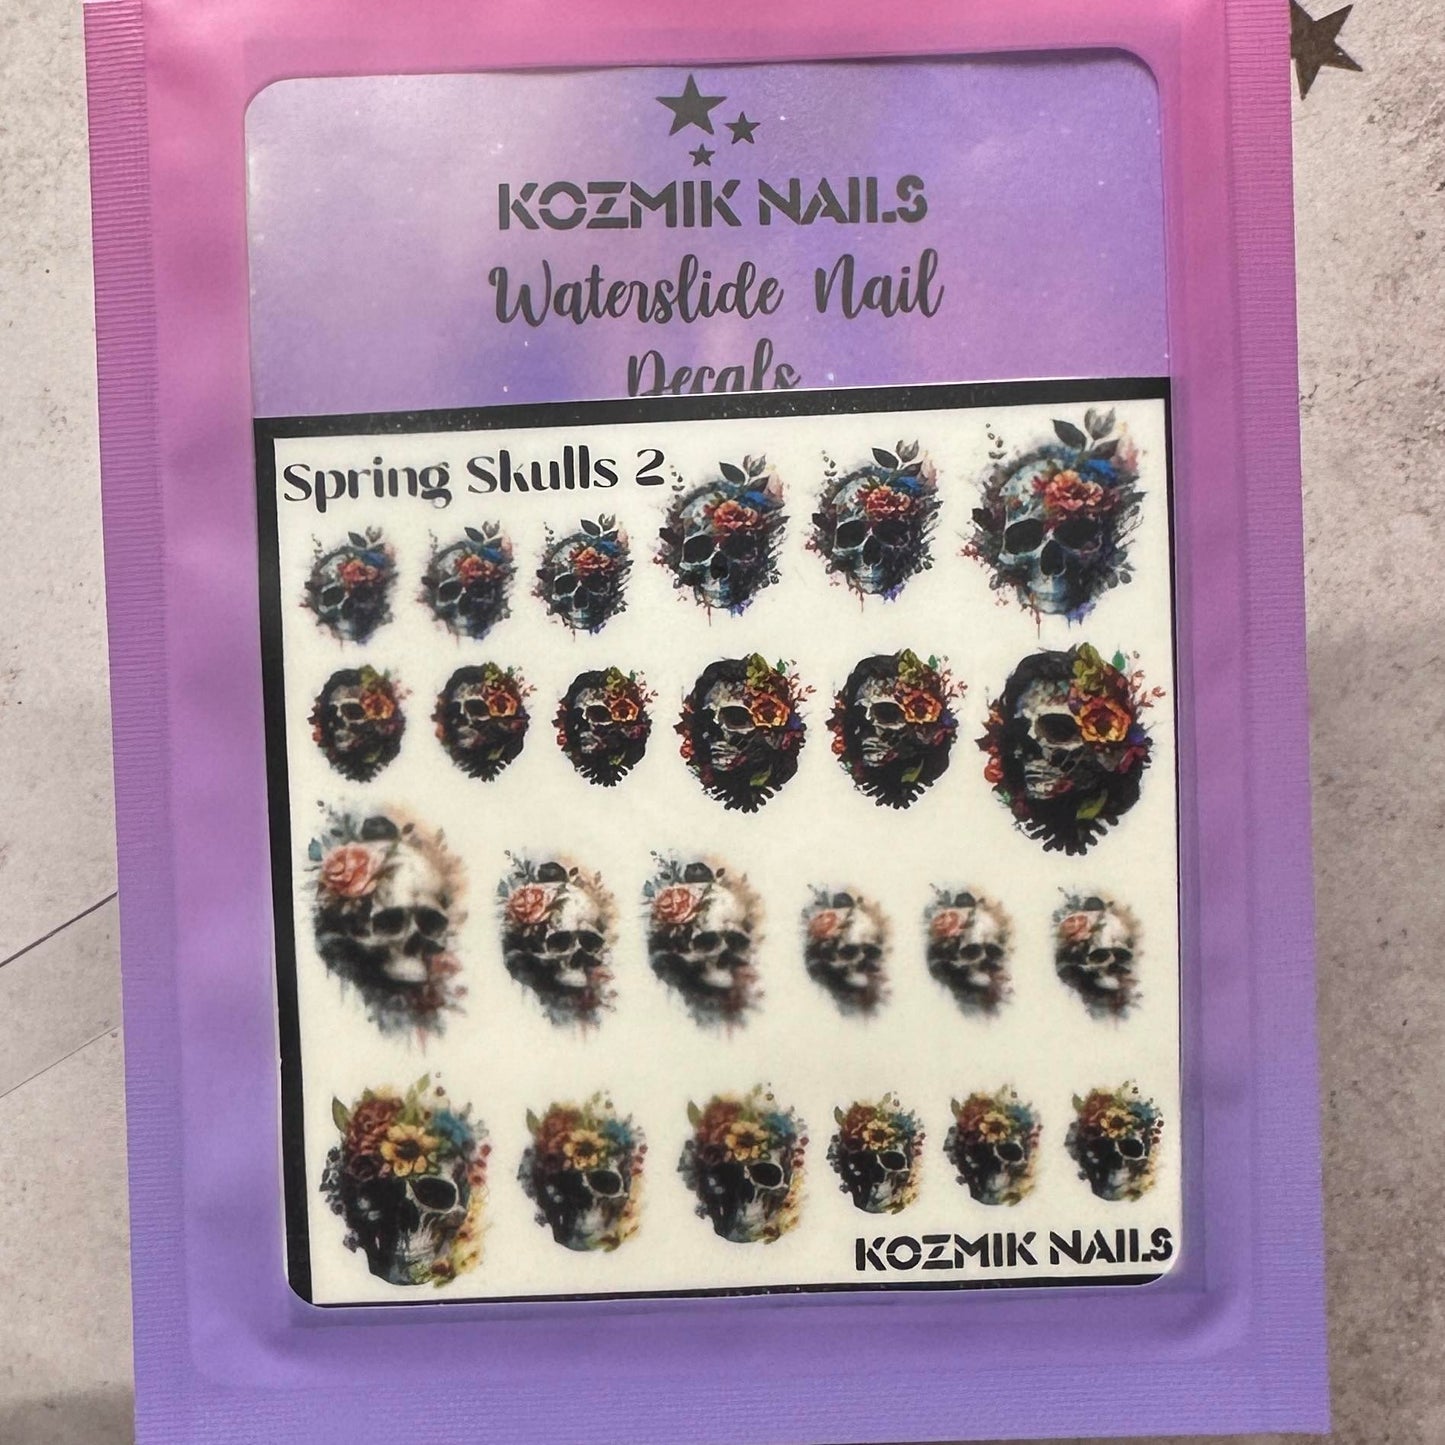 KOZMIK NAILS
Waterslide Nail
Decals
Spring Skulls 2
KOZMIK NAILS